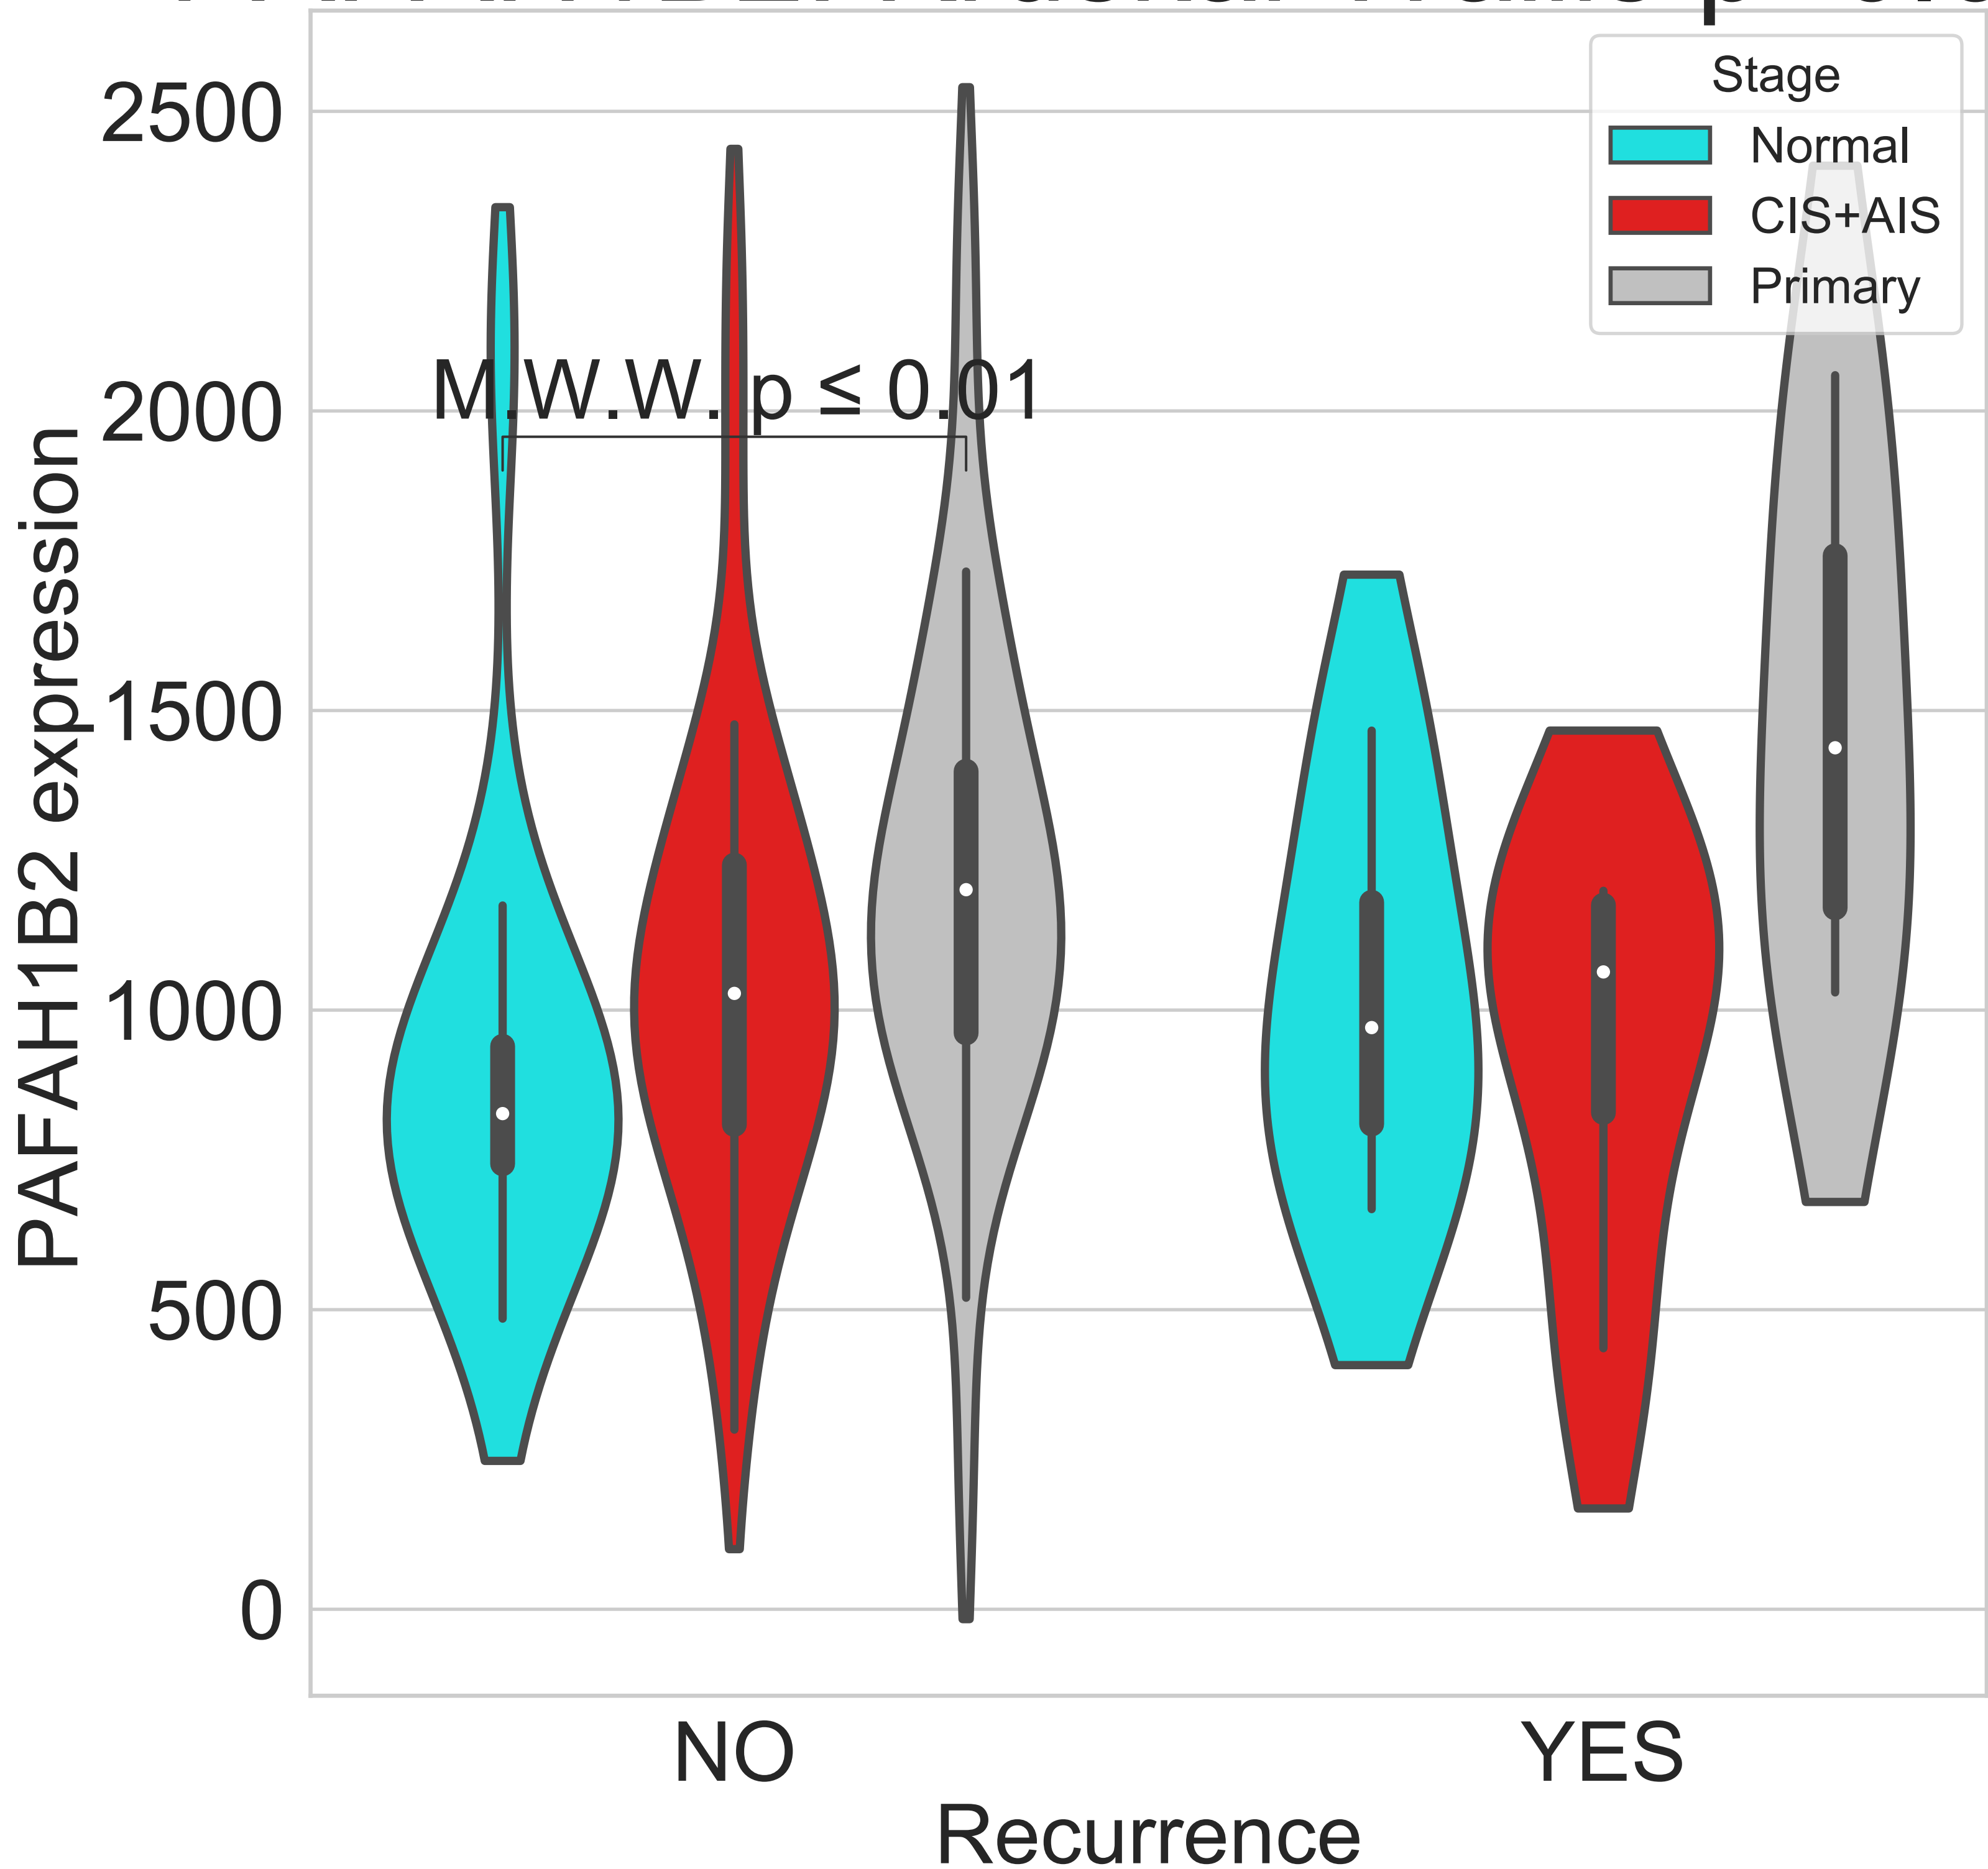 Stage
Normal
CIS+AIS
Primary
2500
2000
1500
1000
500
0
M.W.W. p ≤ 0.01
PAFAH1B2 expression
NO
YES
Recurrence